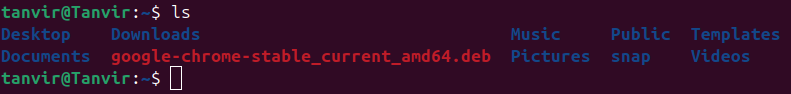 tanvir@Tanvir:~$ ls
Desktop Downloads Music Public Templates
Documents google-chrome-stable_current_amd64.deb Pictures snap Videos
tanvir@Tanvir:~$